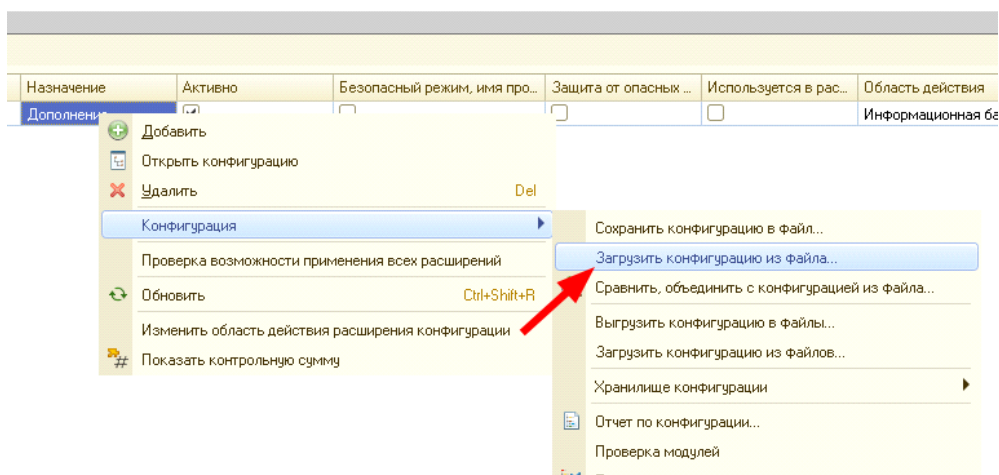 Назначение Активно Безопасный режим, имя про... Защита от опасных ... Используется в рас... Область действия
Дополнение Информационная ба
Добавить
Открыть конфигурацию
Удалить Del
Конфигурация
Проверка возможности применения всех расширений
Обновить Ctrl+Shift+R
Изменить область действия расширения конфигурации
Показать контрольную сумму
Сохранить конфигурацию в файл...
Загрузить конфигурацию из файла...
Сравнить, объединить с конфигурацией из файла...
Выгрузить конфигурацию в файлы...
Загрузить конфигурацию из файлов...
Хранилище конфигурации
Отчет по конфигурации...
Проверка модулей